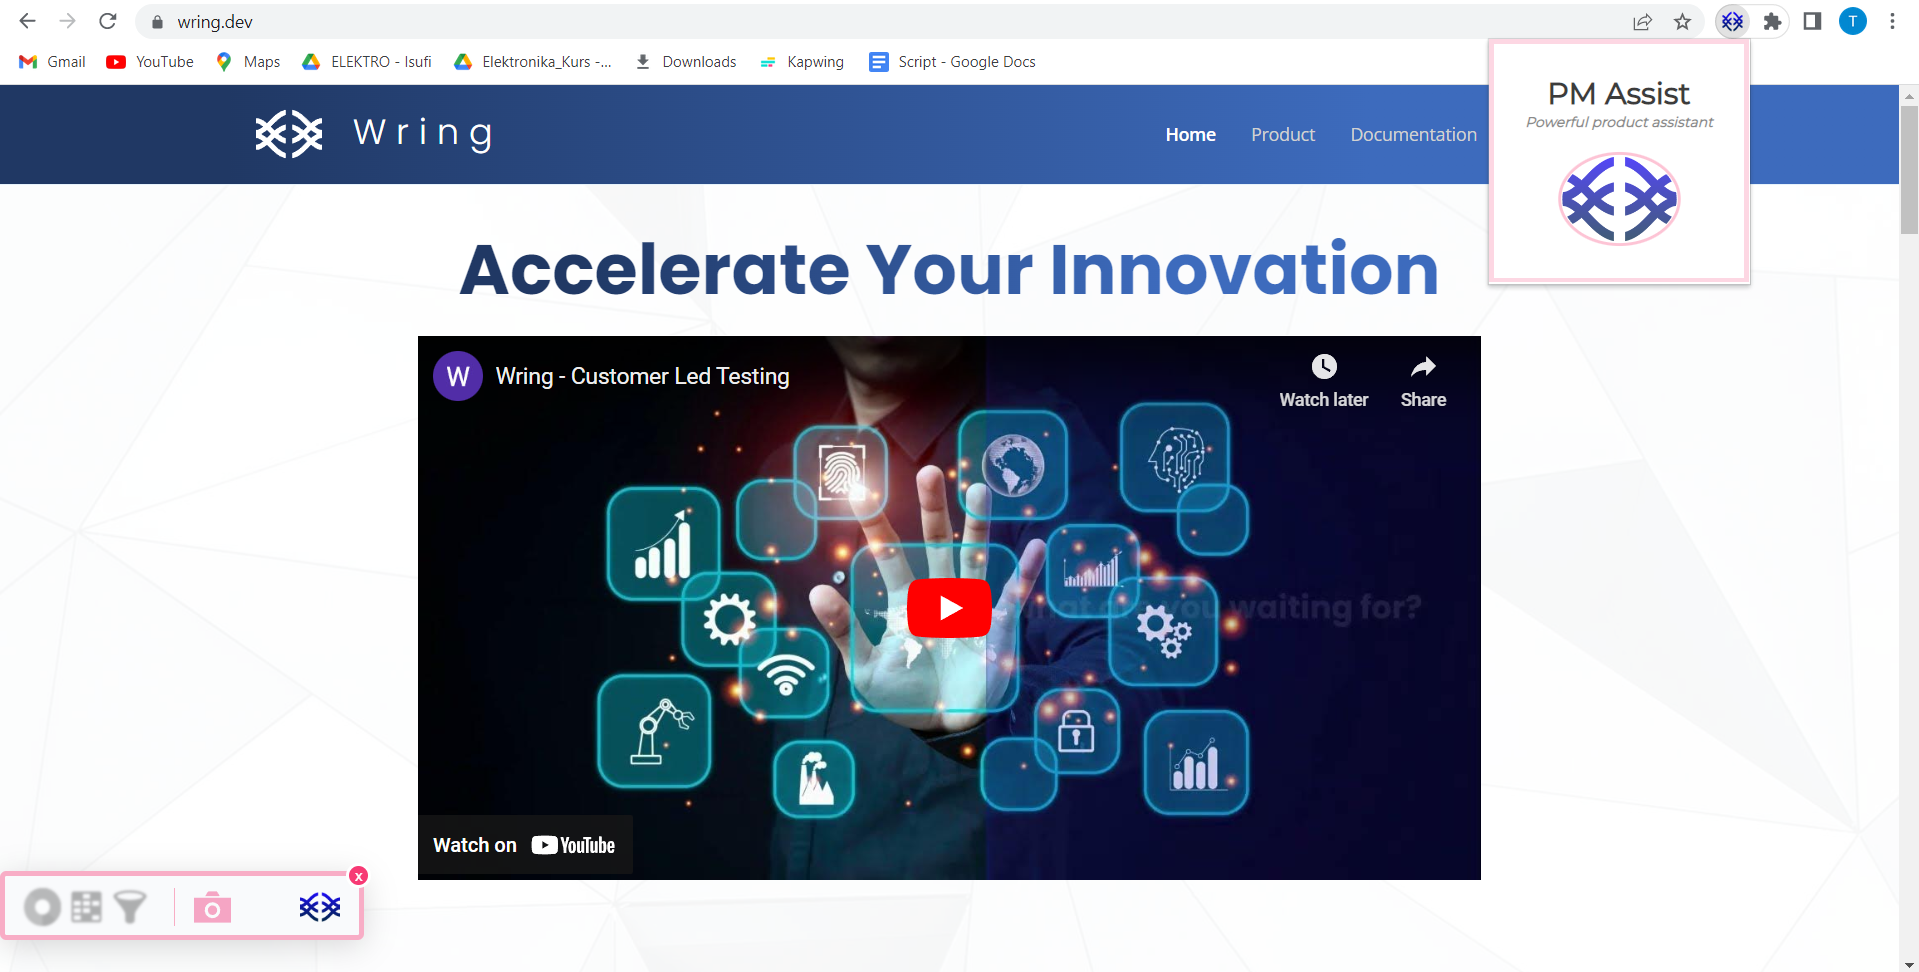 wring.dev
T
Gmail
YouTube
Maps
ELEKTRO - Isufi
Elektronika_Kurs -...
Downloads
Kapwing
Script - Google Docs
PM Assist
Powerful product assistant
Wring
Home
Product
Documentation
Accelerate Your Innovation
W
Wring - Customer Led Testing
Watch later
Share
you waiting for?
Watch on YouTube
x